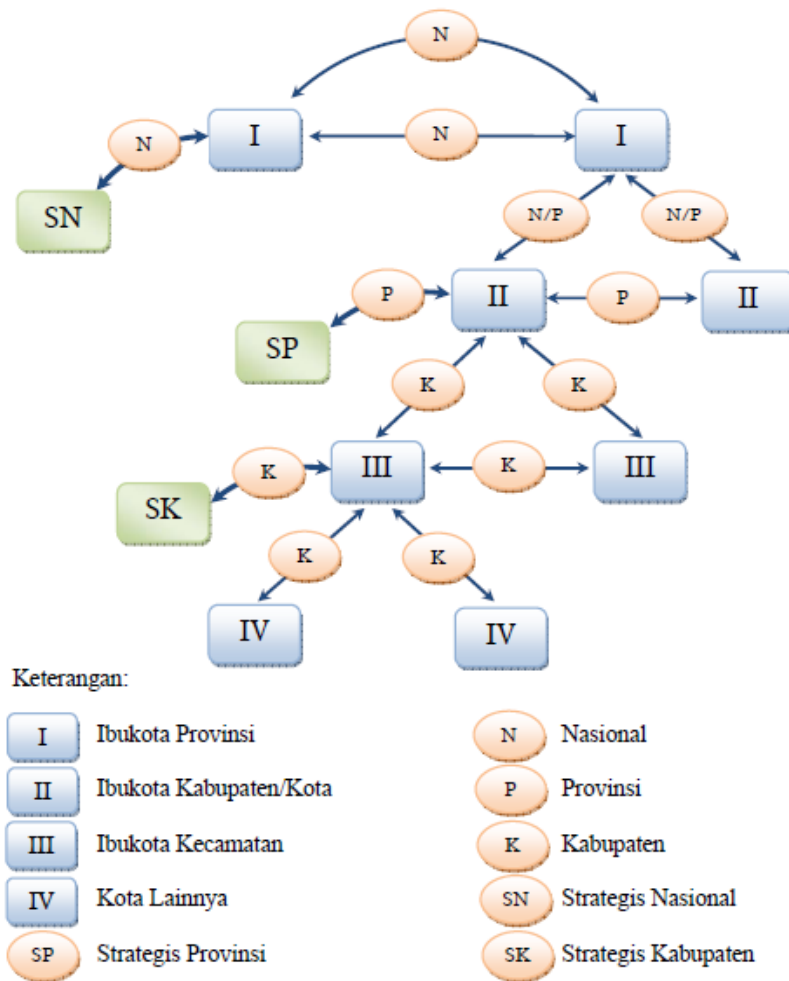 N
I
N
I
N
SN
N/P
N/P
II
P
II
P
SP
K
K
III
K
III
K
SK
K
K
IV
IV
Keterangan:
I Ibukota Provinsi
N Nasional
II Ibukota Kabupaten/Kota
P Provinsi
III Ibukota Kecamatan
K Kabupaten
IV Kota Lainnya
SN Strategis Nasional
SP Strategis Provinsi
SK Strategis Kabupaten